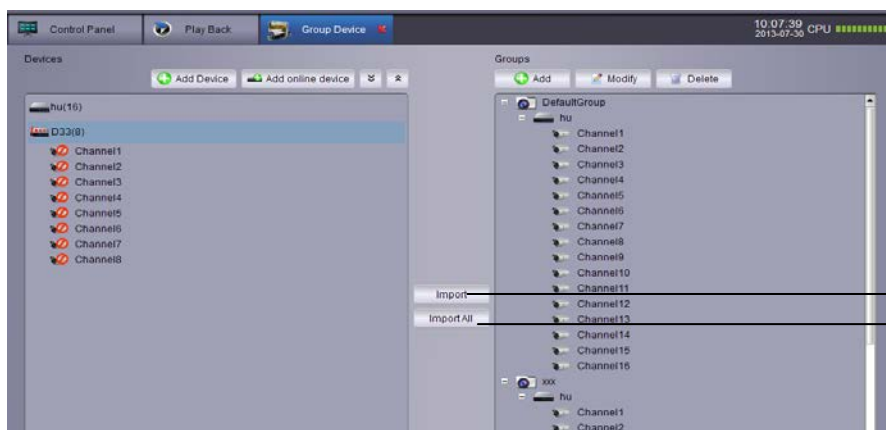 Control Panel
Play Back
Group Device
10:07:39
2013-07-30
CPU
Devices
Add Device
Add online device
hu(16)
D33(8)
Channel1
Channel2
Channel3
Channel4
Channel5
Channel6
Channel7
Channel8
Import
Import All
Groups
Add
Modify
Delete
DefaultGroup
hu
Channel1
Channel2
Channel3
Channel4
Channel5
Channel6
Channel7
Channel8
Channel9
Channel10
Channel11
Channel12
Channel13
Channel14
Channel15
Channel16
xxx
hu
Channel1
Channel2